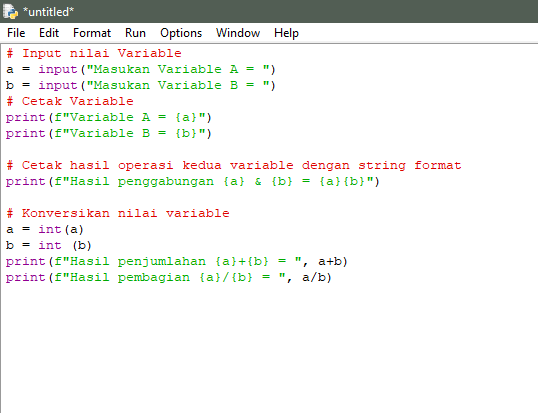 *untitled*
File Edit Format Run Options Window Help
# Input nilai Variable
a = input("Masukan Variable A = ")
b = input("Masukan Variable B = ")
# Cetak Variable
print(f"Variable A = {a}")
print(f"Variable B = {b}")
# Cetak hasil operasi kedua variable dengan string format
print(f"Hasil penggabungan {a} & {b} = {a}{b}")
# Konversikan nilai variable
a = int(a)
b = int (b)
print(f"Hasil penjumlahan {a}+{b} = ", a+b)
print(f"Hasil pembagian {a}/{b} = ", a/b)